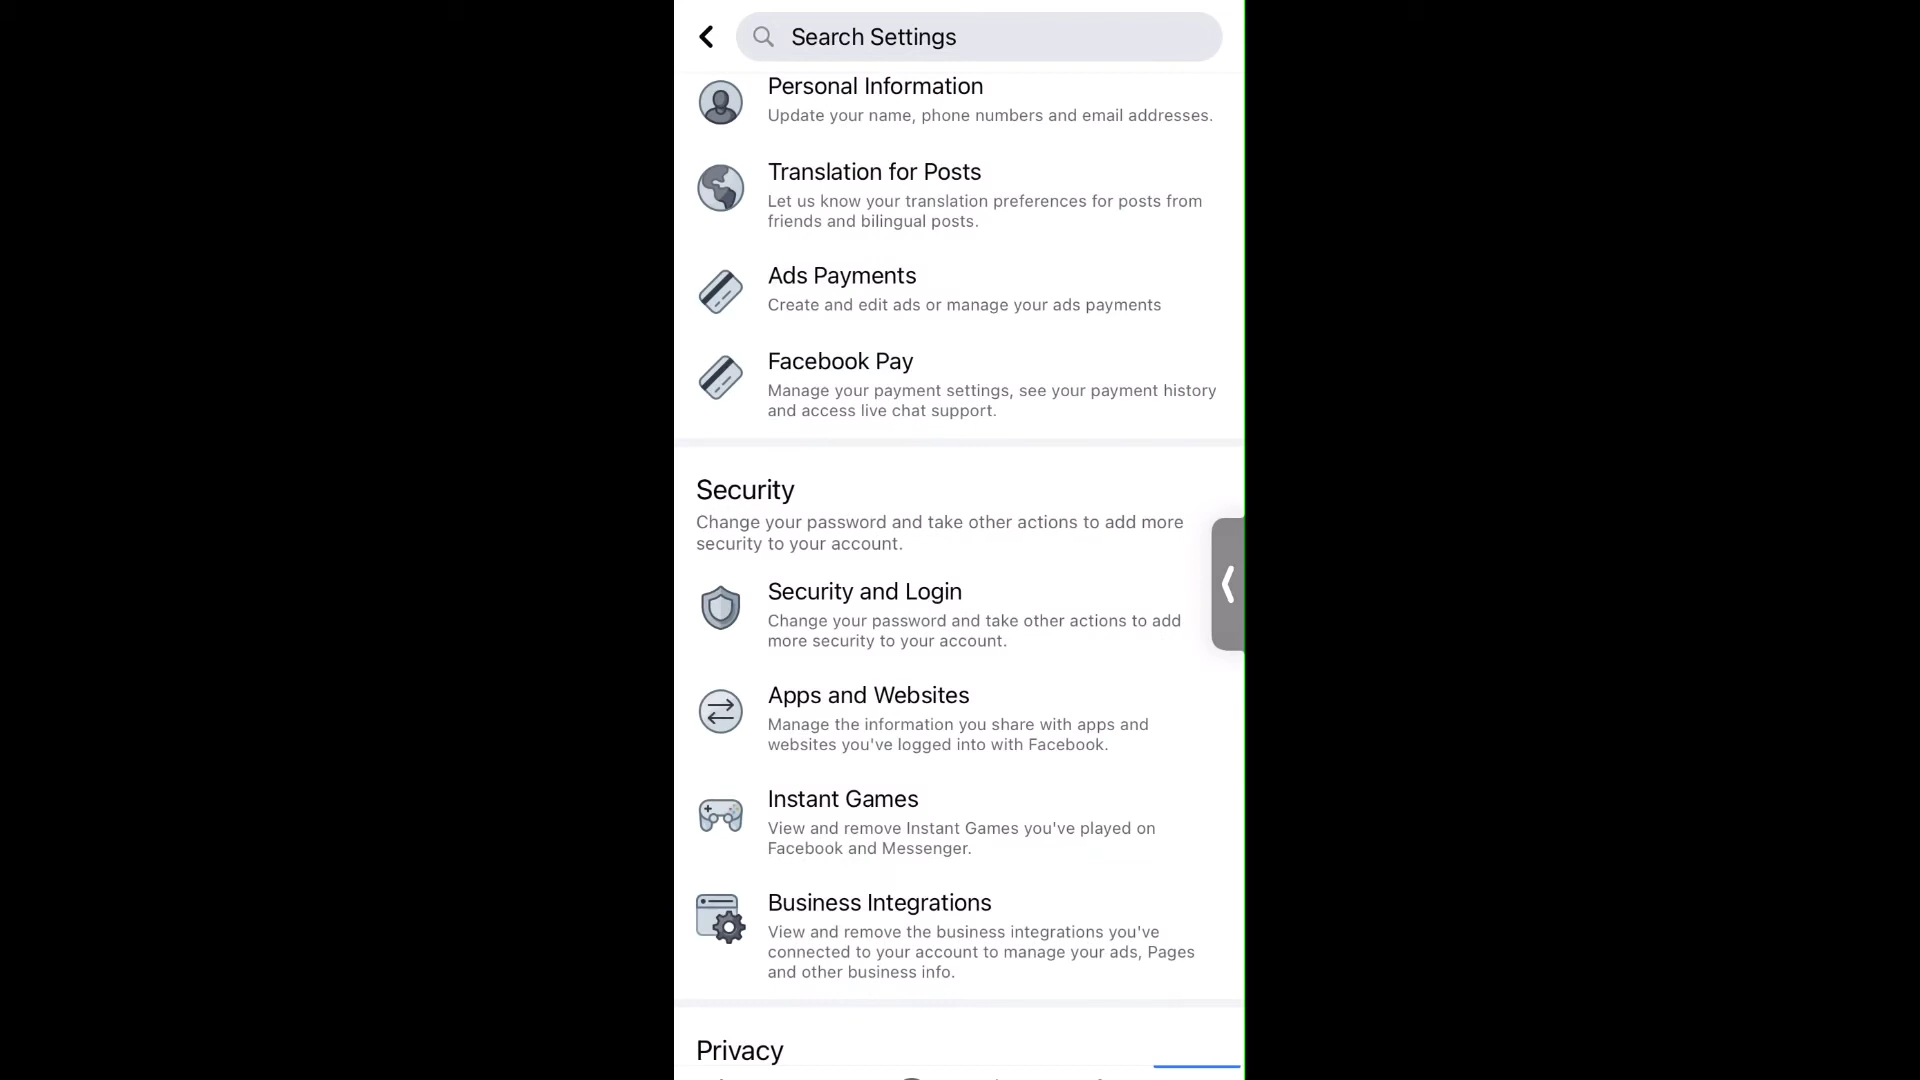 Search Settings
Personal Information
Update your name, phone numbers and email addresses.
Translation for Posts
Let us know your translation preferences for posts from
friends and bilingual posts.
Ads Payments
Create and edit ads or manage your ads payments
Facebook Pay
Manage your payment settings, see your payment history
and access live chat support.
Security
Change your password and take other actions to add more
security to your account.
Security and Login
Change your password and take other actions to add
more security to your account.
Apps and Websites
Manage the information you share with apps and
websites you've logged into with Facebook.
Instant Games
View and remove Instant Games you've played on
Facebook and Messenger.
Business Integrations
View and remove the business integrations you've
connected to your account to manage your ads, Pages
and other business info.
Privacy